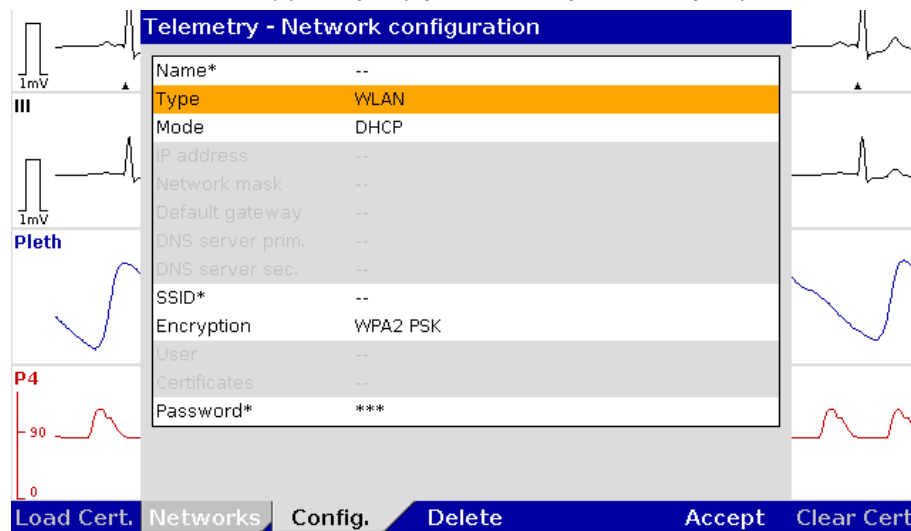 Telemetry - Network configuration
1mV
Name* --
Type WLAN
III
Mode DHCP
IP address --
Network mask --
1mV
Default gateway --
Pleth
DNS server prim. --
DNS server sec. --
SSID* --
Encryption WPA2 PSK
User --
P4
Certificates --
Password* ***
90
0
Load Cert. Networks Config. Delete Accept Clear Cert